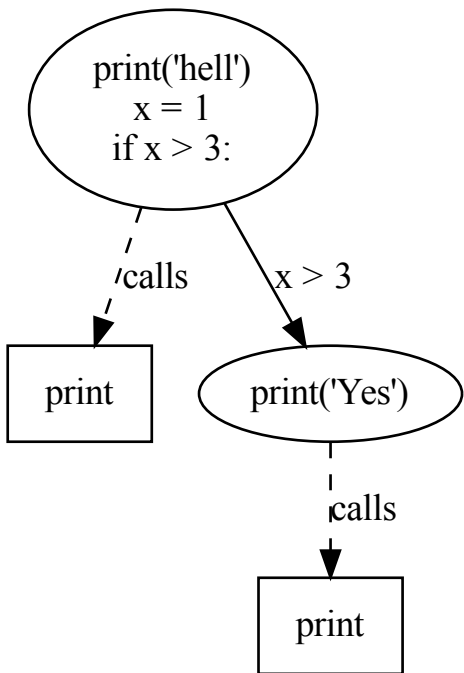 print('hell')
x = 1
if x > 3:
calls
x > 3
print
print('Yes')
calls
print